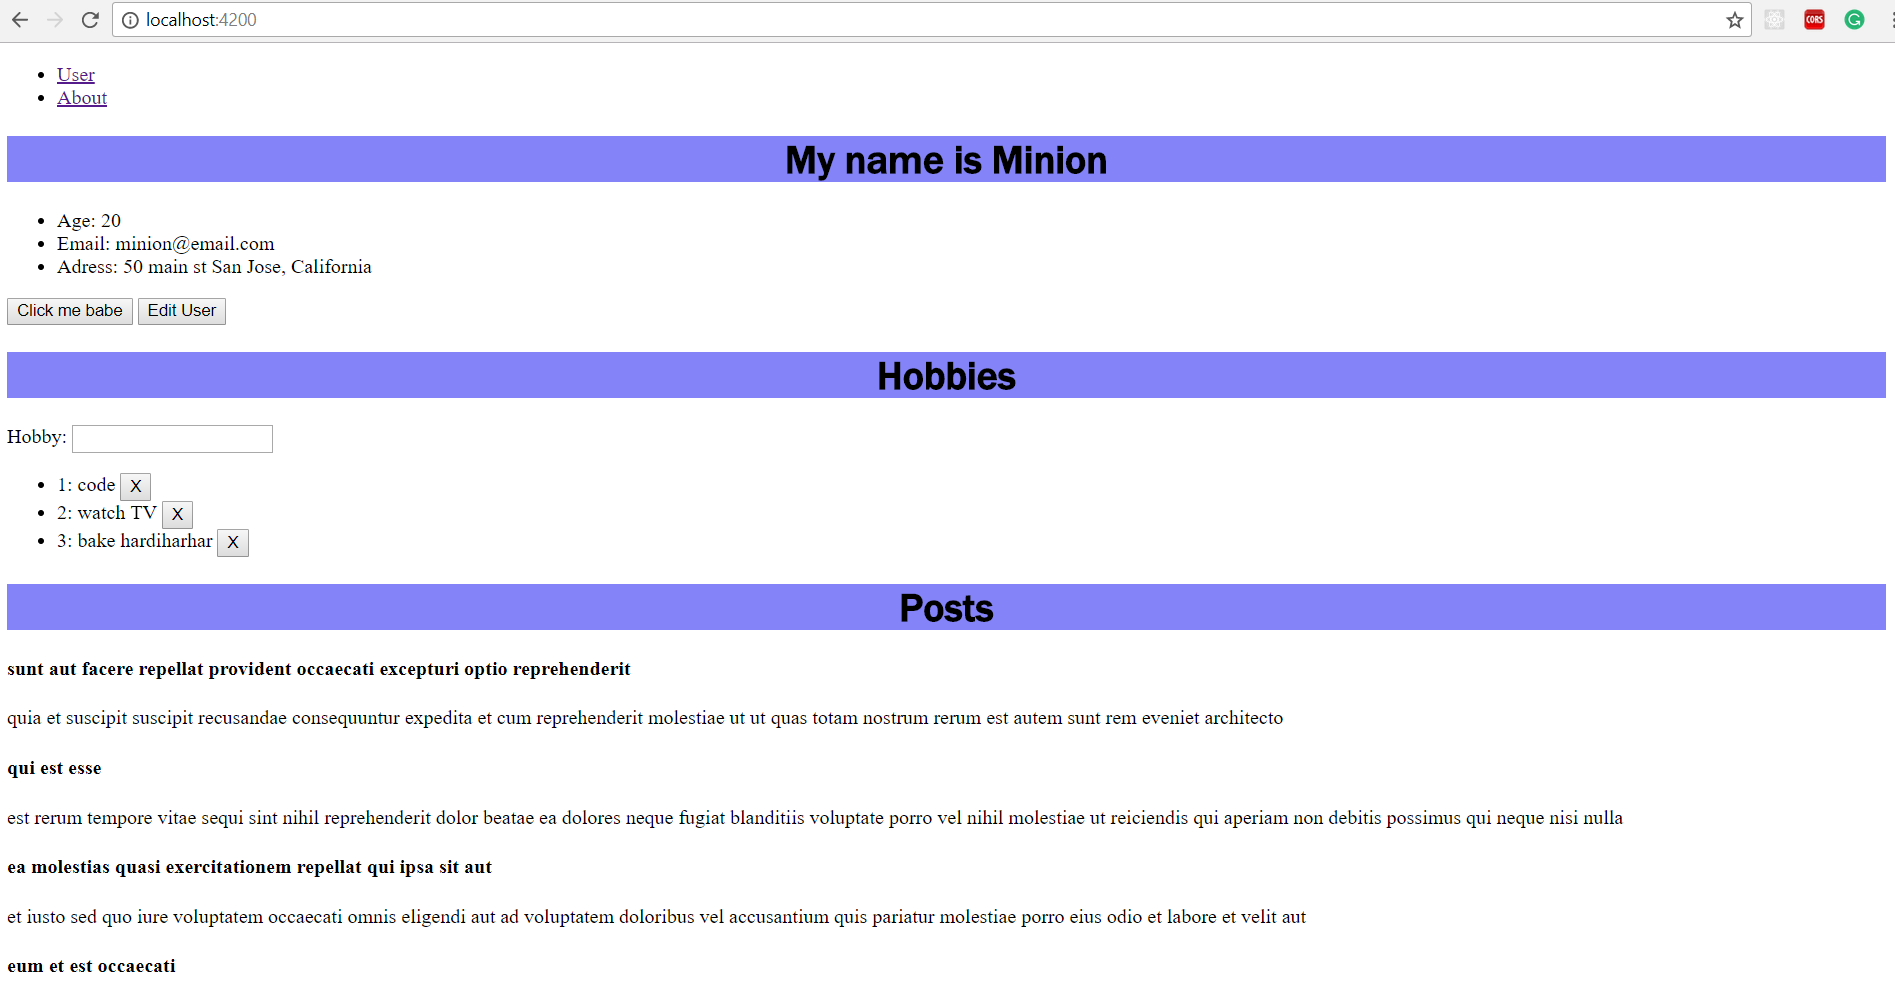 localhost:4200
CORS
User
About
My name is Minion
Age: 20
Email: minion@email.com
Adress: 50 main st San Jose, California
Click me babe Edit User
Hobbies
Hobby:
1: code X
2: watch TV X
3: bake hardiharhar X
Posts
sunt aut facere repellat provident occaecati excepturi optio reprehenderit
quia et suscipit suscipit recusandae consequuntur expedita et cum reprehenderit molestiae ut ut quas totam nostrum rerum est autem sunt rem eveniet architecto
qui est esse
est rerum tempore vitae sequi sint nihil reprehenderit dolor beatae ea dolores neque fugiat blanditiis voluptate porro vel nihil molestiae ut reiciendis qui aperiam non debitis possimus qui neque nisi nulla
ea molestias quasi exercitationem repellat qui ipsa sit aut
et iusto sed quo iure voluptatem occaecati omnis eligendi aut ad voluptatem doloribus vel accusantium quis pariatur molestiae porro eius odio et labore et velit aut
eum et est occaecati